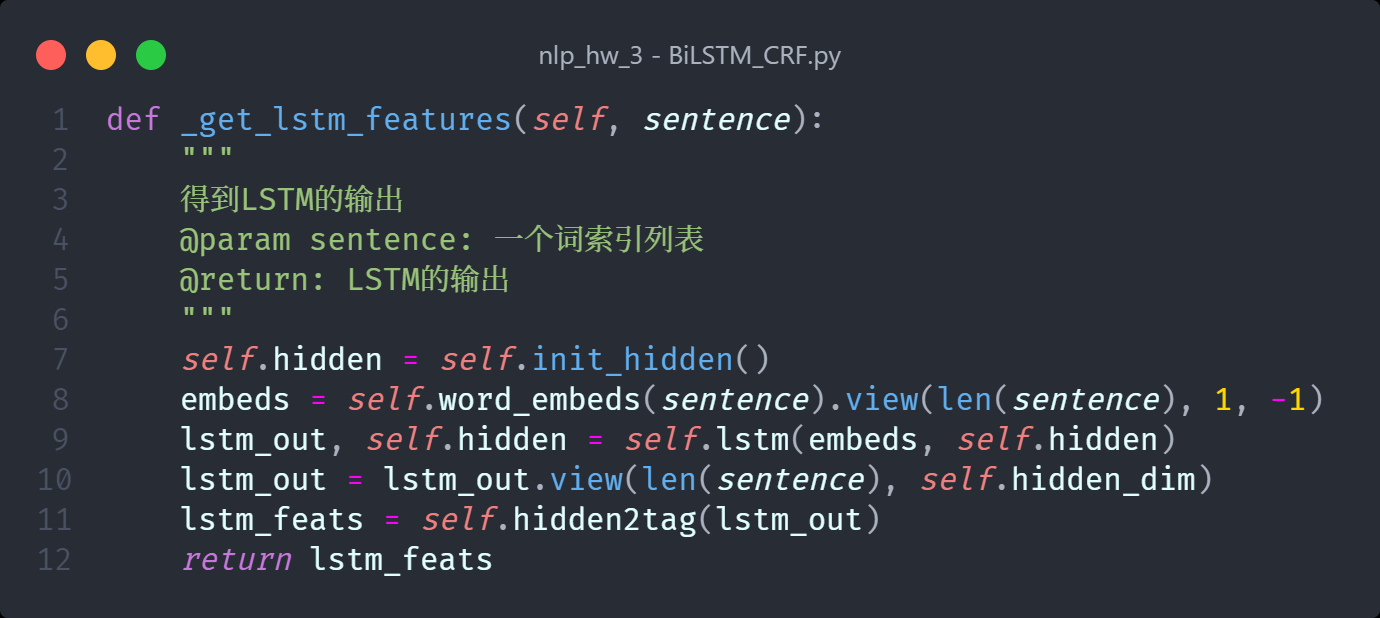 nlp_hw_3 - BiLSTM_CRF.py
1 def _get_lstm_features(self, sentence):
2     """
3     得到LSTM的输出
4     @param sentence: 一个词索引列表
5     @return: LSTM的输出
6     """
7     self.hidden = self.init_hidden()
8     embeds = self.word_embeds(sentence).view(len(sentence), 1, -1)
9     lstm_out, self.hidden = self.lstm(embeds, self.hidden)
10     lstm_out = lstm_out.view(len(sentence), self.hidden_dim)
11     lstm_feats = self.hidden2tag(lstm_out)
12     return lstm_feats